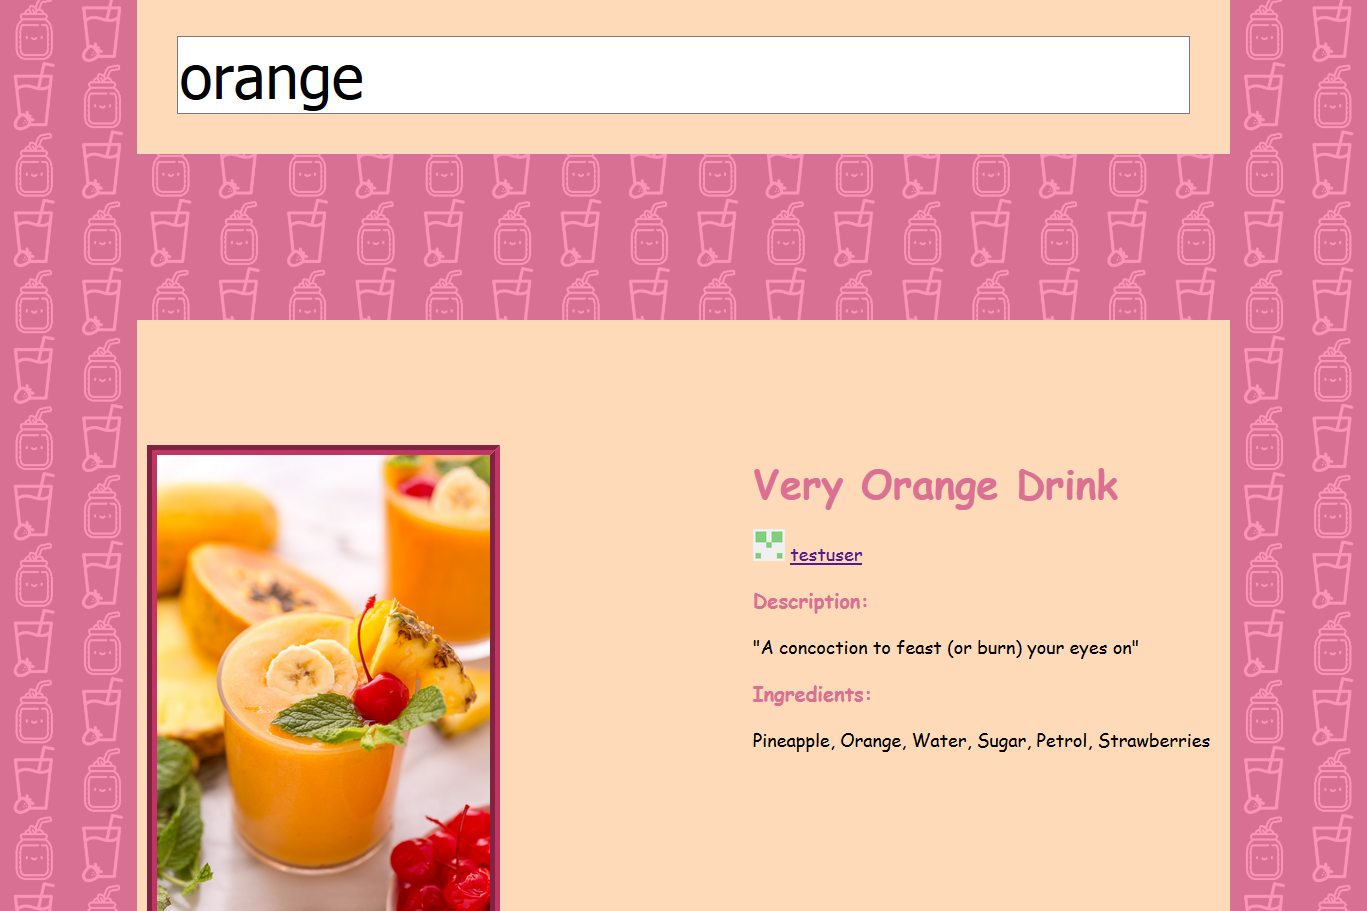 orange
Very Orange Drink
testuser
Description:
"A concoction to feast (or burn) your eyes on"
Ingredients:
Pineapple, Orange, Water, Sugar, Petrol, Strawberries